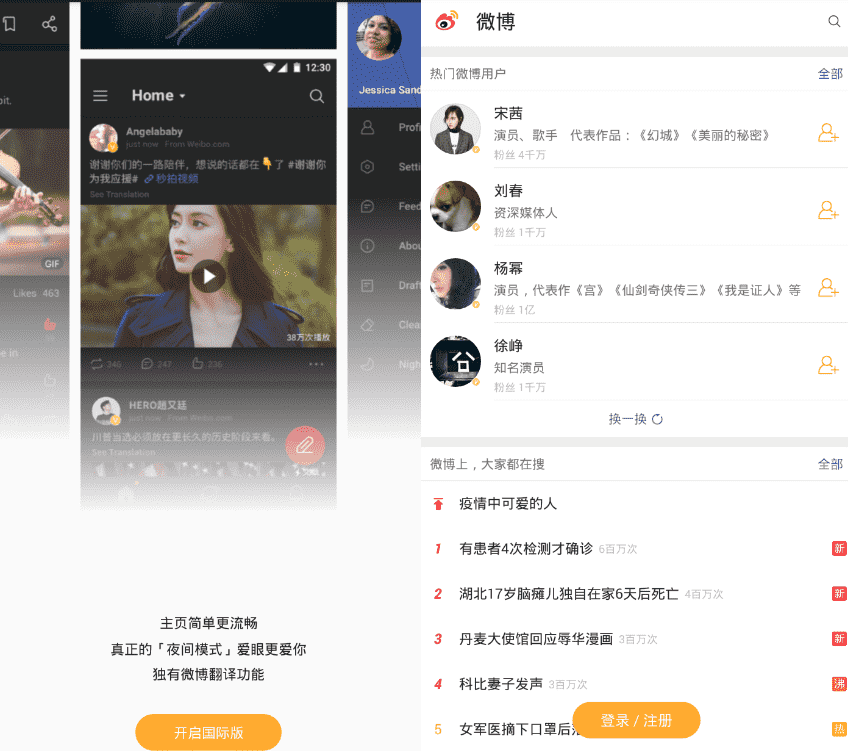 Jessica Sand
12:30
Home
Angelababy
just now From Weibo.com
谢谢你们的一路陪伴，想说的话都在👇了 #谢谢你
为我应援# 秒拍视频
See Translation
GIF
38万次播放
Likes 463
346
247
236
HERO赵又廷
just now From Weibo.com
川普当选必须放在更长久的历史阶段来看。
See Translation
pit.
e in
Profi
Setti
Feed
Abou
Draft
Clea
Nigh
主页简单更流畅
真正的「夜间模式」爱眼更爱你
独有微博翻译功能
开启国际版
微博
热门微博用户 全部
宋茜
演员、歌手 代表作品：《幻城》《美丽的秘密》
粉丝 4千万
刘春
资深媒体人
粉丝 1千万
杨幂
演员，代表作《宫》《仙剑奇侠传三》《我是证人》等
粉丝 1亿
徐峥
知名演员
粉丝 1千万
换一换
微博上，大家都在搜 全部
疫情中可爱的人
1 有患者4次检测才确诊 6百万次 新
2 湖北17岁脑瘫儿独自在家6天后死亡 4百万次 新
3 丹麦大使馆回应辱华漫画 3百万次 新
4 科比妻子发声 3百万次 沸
5 女军医摘下口罩后 热
登录 / 注册